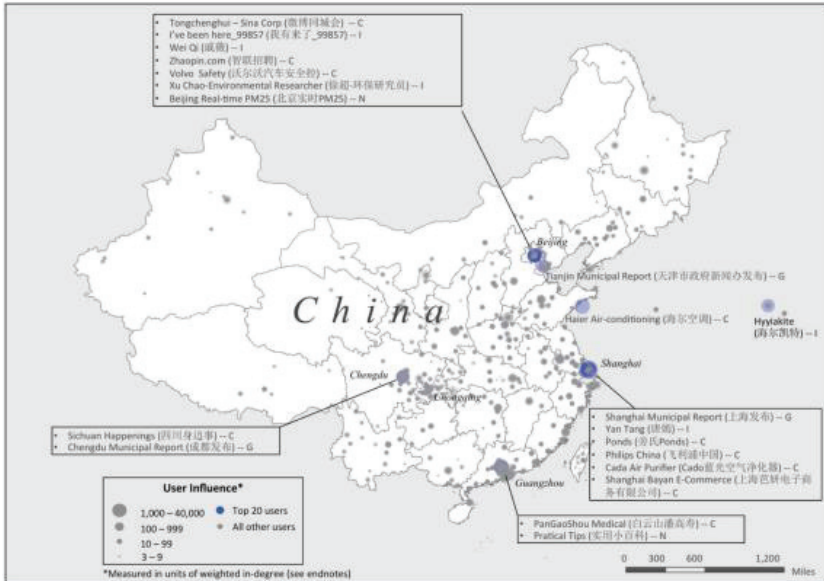 • Tongchenghui – Sina Corp (微博同城会) -- C
• I've been here_99857 (我有来了_99857) -- I
• Wei Qi (戚薇) -- I
• Zhaopin.com (智联招聘) -- C
• Volvo Safety (沃尔沃汽车安全控) -- C
• Xu Chao-Environmental Researcher (徐超-环保研究员) -- I
• Beijing Real-time PM25 (北京实时PM25) -- N
Beijing
Tianjin Municipal Report (天津市政府新闻办发布) -- G
China
Haier Air-conditioning (海尔空调) -- C
Hyylakite
(海尔凯特) -- I
Chengdu
Shanghai
Chongqing
• Sichuan Happenings (四川身边事) -- C
• Chengdu Municipal Report (成都发布) -- G
• Shanghai Municipal Report (上海发布) -- G
• Yan Tang (唐嫣) -- I
• Ponds (旁氏Ponds) -- C
• Philips China (飞利浦中国) -- C
• Cada Air Purifier (Cado蓝光空气净化器) -- C
• Shanghai Bayan E-Commerce (上海芭妍电子商
务有限公司) -- C
Guangzhou
• PanGaoShou Medical (白云山潘高寿) -- C
• Pratical Tips (实用小百科) -- N
User Influence*
1,000 – 40,000
Top 20 users
100 – 999
All other users
10 – 99
3 – 9
*Measured in units of weighted in-degree (see endnotes)
0 300 600 1,200
Miles